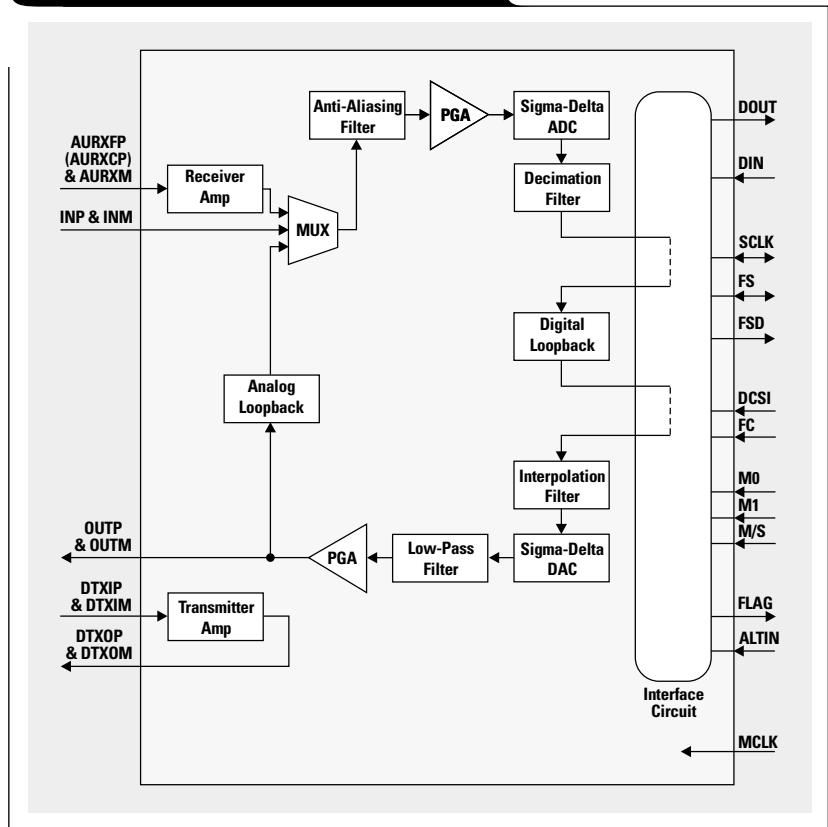 Anti-Aliasing
Filter
PGA
Sigma-Delta
ADC
DOUT
AURXFP
(AURXCP)
& AURXM
Receiver
Amp
Decimation
Filter
DIN
INP & INM
MUX
SCLK
FS
Digital
Loopback
FSD
Analog
Loopback
DCSI
FC
Interpolation
Filter
M0
M1
M/S
OUTP
& OUTM
PGA
Low-Pass
Filter
Sigma-Delta
DAC
DTXIP
& DTXIM
Transmitter
Amp
FLAG
DTXOP
& DTXOM
ALTIN
Interface
Circuit
MCLK